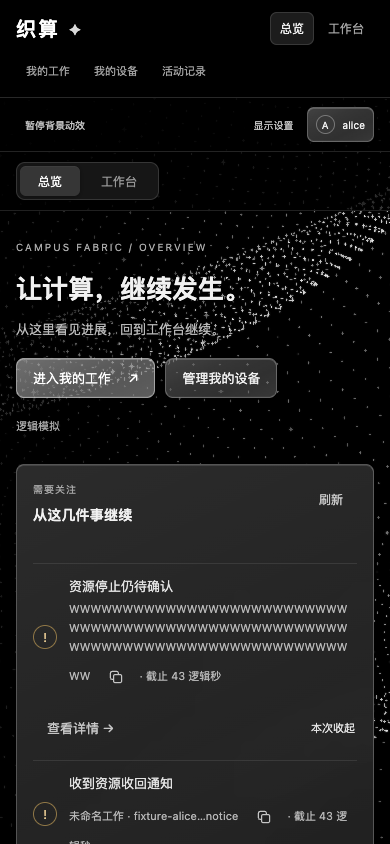 织算
总览
工作台
我的工作
我的设备
活动记录
暂停背景动效
显示设置
A
alice
总览
工作台
CAMPUS FABRIC / OVERVIEW
让计算，继续发生。
从这里看见进展，回到工作台继续。
进入我的工作 ↗
管理我的设备
逻辑模拟
需要关注
从这几件事继续
刷新
资源停止仍待确认
!
WWWWWWWWWWWWWWWWWWWWWWWWWW
WWWWWWWWWWWWWWWWWWWWWWWWWW
WWWWWWWWWWWWWWWWWWWWWWWWWW
WW · 截止 43 逻辑秒
查看详情 →
本次收起
收到资源收回通知
!
未命名工作 · fixture-alice…notice · 截止 43 逻